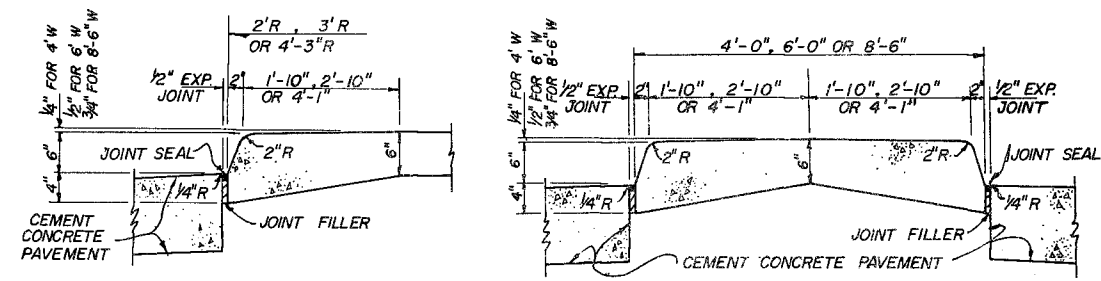 1/4" FOR 4' W
1/2" FOR 6' W
3/4" FOR 8'-6" W
2'R , 3'R
OR 4'-3"R
1/2" EXP.
JOINT
2"
1'-10", 2'-10"
OR 4'-1"
6"
4"
JOINT SEAL
2"R
6"
1/4"R
JOINT FILLER
CEMENT
CONCRETE
PAVEMENT
1/4" FOR 4' W
1/2" FOR 6' W
3/4" FOR 8'-6" W
4'-0", 6'-0" OR 8'-6"
1/2" EXP.
JOINT
2"
1'-10", 2'-10"
OR 4'-1"
1'-10", 2'-10"
OR 4'-1"
2"
1/2" EXP.
JOINT
6"
4"
2"R
6"
2"R
JOINT SEAL
1/4"R
1/4"R
JOINT FILLER
CEMENT CONCRETE PAVEMENT